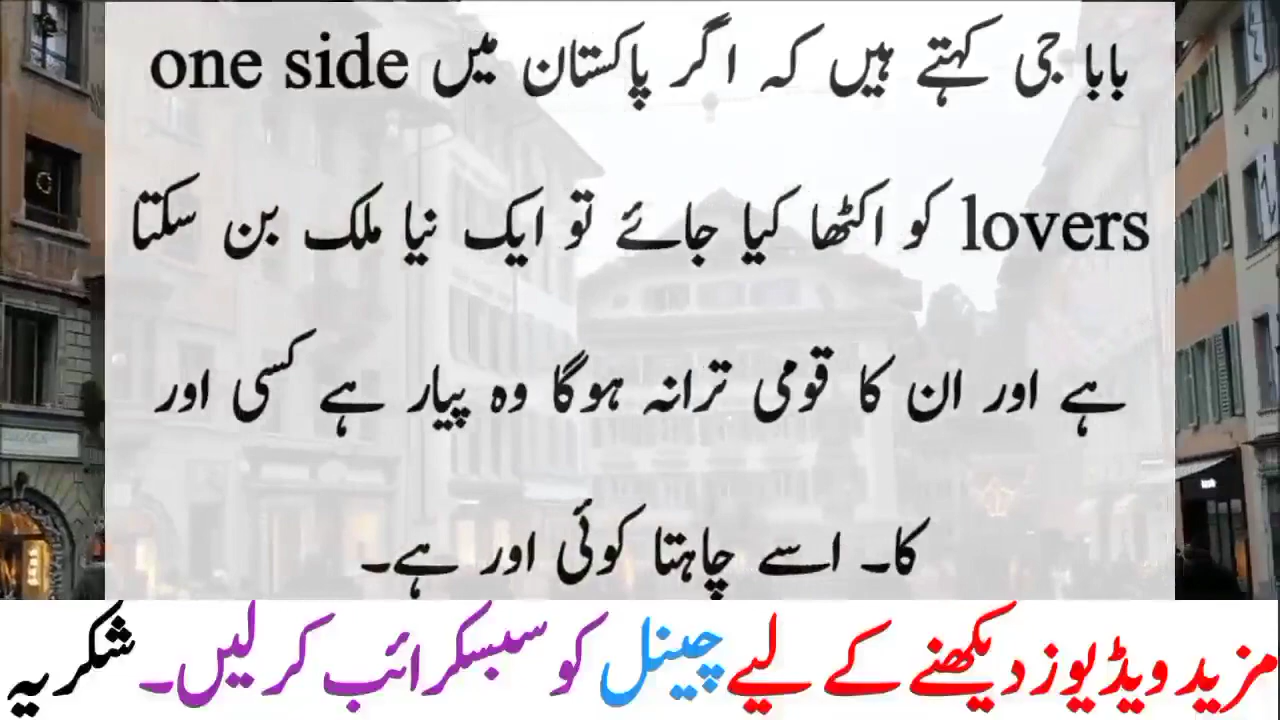 بابا جی کہتے ہیں کہ اگر پاکستان میں one side
lovers کو اکٹھا کیا جائے تو ایک نیا ملک بن سکتا
ہے اور ان کا قومی ترانہ ہوگا وہ پیار ہے کسی اور
کا۔ اسے چاہتا کوئی اور ہے۔
مزید ویڈیوز دیکھنے کے لیے چینل کو سبسکرائب کر لیں۔ شکریہ